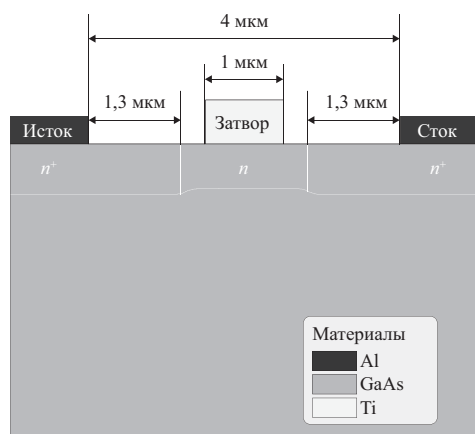 4 мкм
1 мкм
1,3 мкм
1,3 мкм
Исток
Затвор
Сток
n⁺
n
n⁺
Материалы
Al
GaAs
Ti